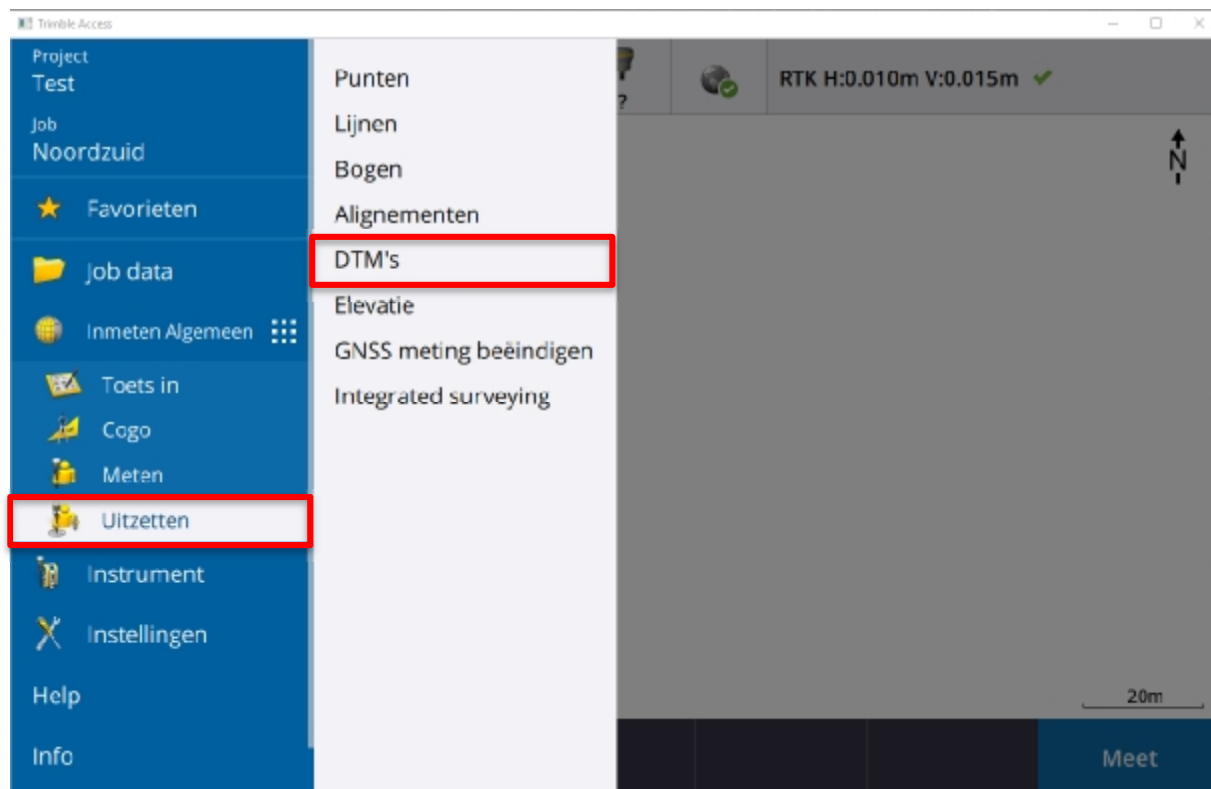 Trimble Access
Project
Test
Job
Noordzuid
Favorieten
Job data
Inmeten Algemeen
Toets in
Cogo
Meten
Uitzetten
Instrument
Instellingen
Help
Info
Punten
Lijnen
Bogen
Alignementen
DTM's
Elevatie
GNSS meting beëindigen
Integrated surveying
?
RTK H:0.010m V:0.015m
N
20m
Meet